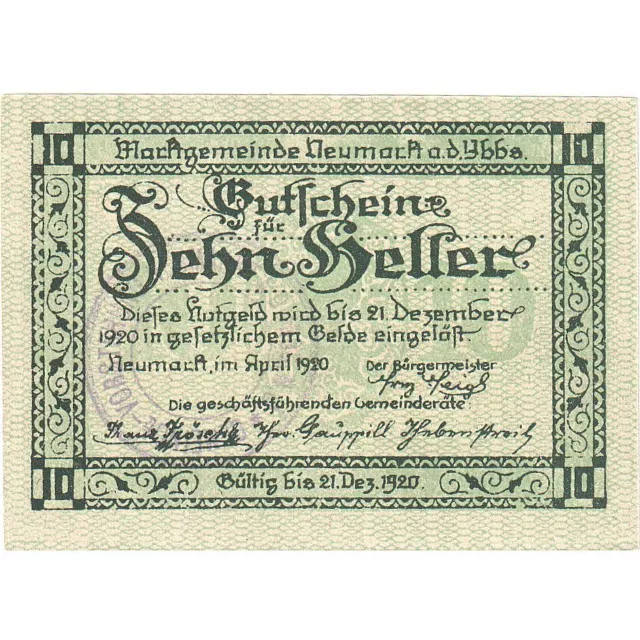 10 Marktgemeinde Neumarkt a.d. Ybbs. 10
Gutschein
für
Zehn Heller
Dieses Notgeld wird bis 21. Dezember
1920 in gesetzlichem Gelde eingelöst.
Neumarkt, im April 1920 Der Bürgermeister
Die geschäftsführenden Gemeinderäte:
10 Gültig bis 21. Dez. 1920. 10